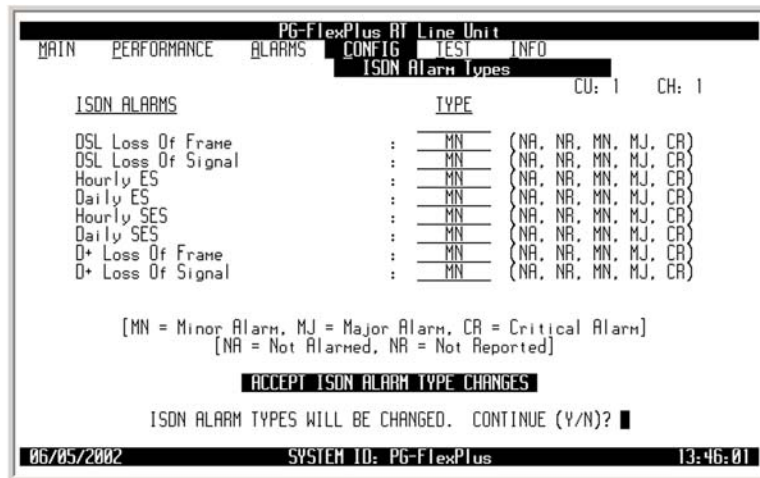 PG-FlexPlus RT Line Unit
MAIN PERFORMANCE ALARMS CONFIG TEST INFO
ISDN Alarm Types
CU: 1 CH: 1
ISDN ALARMS TYPE
DSL Loss Of Frame : MN (NA, NR, MN, MJ, CR)
DSL Loss Of Signal : MN (NA, NR, MN, MJ, CR)
Hourly ES : MN (NA, NR, MN, MJ, CR)
Daily ES : MN (NA, NR, MN, MJ, CR)
Hourly SES : MN (NA, NR, MN, MJ, CR)
Daily SES : MN (NA, NR, MN, MJ, CR)
D+ Loss Of Frame : MN (NA, NR, MN, MJ, CR)
D+ Loss Of Signal : MN (NA, NR, MN, MJ, CR)
[MN = Minor Alarm, MJ = Major Alarm, CR = Critical Alarm]
[NA = Not Alarmed, NR = Not Reported]
ACCEPT ISDN ALARM TYPE CHANGES
ISDN ALARM TYPES WILL BE CHANGED. CONTINUE (Y/N)?
06/05/2002 SYSTEM ID: PG-FlexPlus 13:46:01